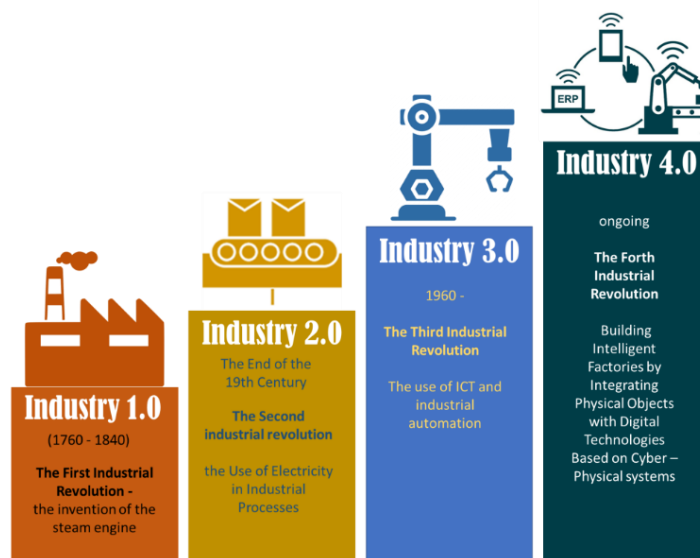 Industry 1.0
(1760 - 1840)
The First Industrial
Revolution -
the invention of the
steam engine
Industry 2.0
The End of the
19th Century
The Second
industrial revolution
the Use of Electricity
in Industrial
Processes
Industry 3.0
1960 -
The Third Industrial
Revolution
The use of ICT and
industrial
automation
ERP
Industry 4.0
ongoing
The Forth
Industrial
Revolution
Building
Intelligent
Factories by
Integrating
Physical Objects
with Digital
Technologies
Based on Cyber –
Physical systems